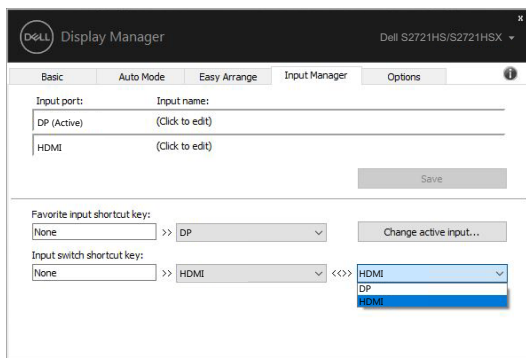 x
DELL Display Manager Dell S2721HS/S2721HSX
Basic Auto Mode Easy Arrange Input Manager Options i
Input port: Input name:
DP (Active) (Click to edit)
HDMI (Click to edit)
Save
Favorite input shortcut key:
None >> DP Change active input...
Input switch shortcut key:
None >> HDMI <<>> HDMI
DP
HDMI